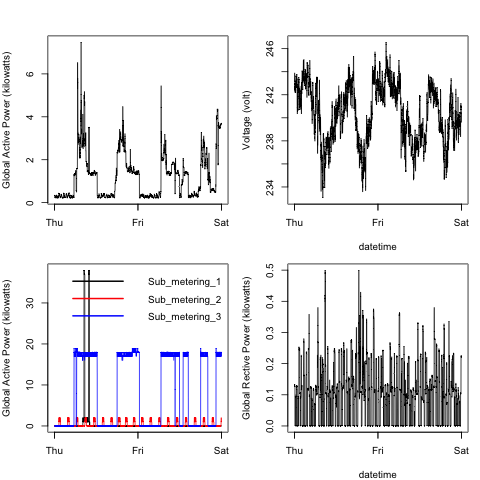 Global Active Power (kilowatts)
0 2 4 6
Thu Fri Sat
Voltage (volt)
234 238 242 246
Thu Fri Sat
datetime
Global Active Power (kilowatts)
0 10 20 30
Sub_metering_1
Sub_metering_2
Sub_metering_3
Thu Fri Sat
Global Rective Power (kilowatts)
0.0 0.1 0.2 0.3 0.4 0.5
Thu Fri Sat
datetime